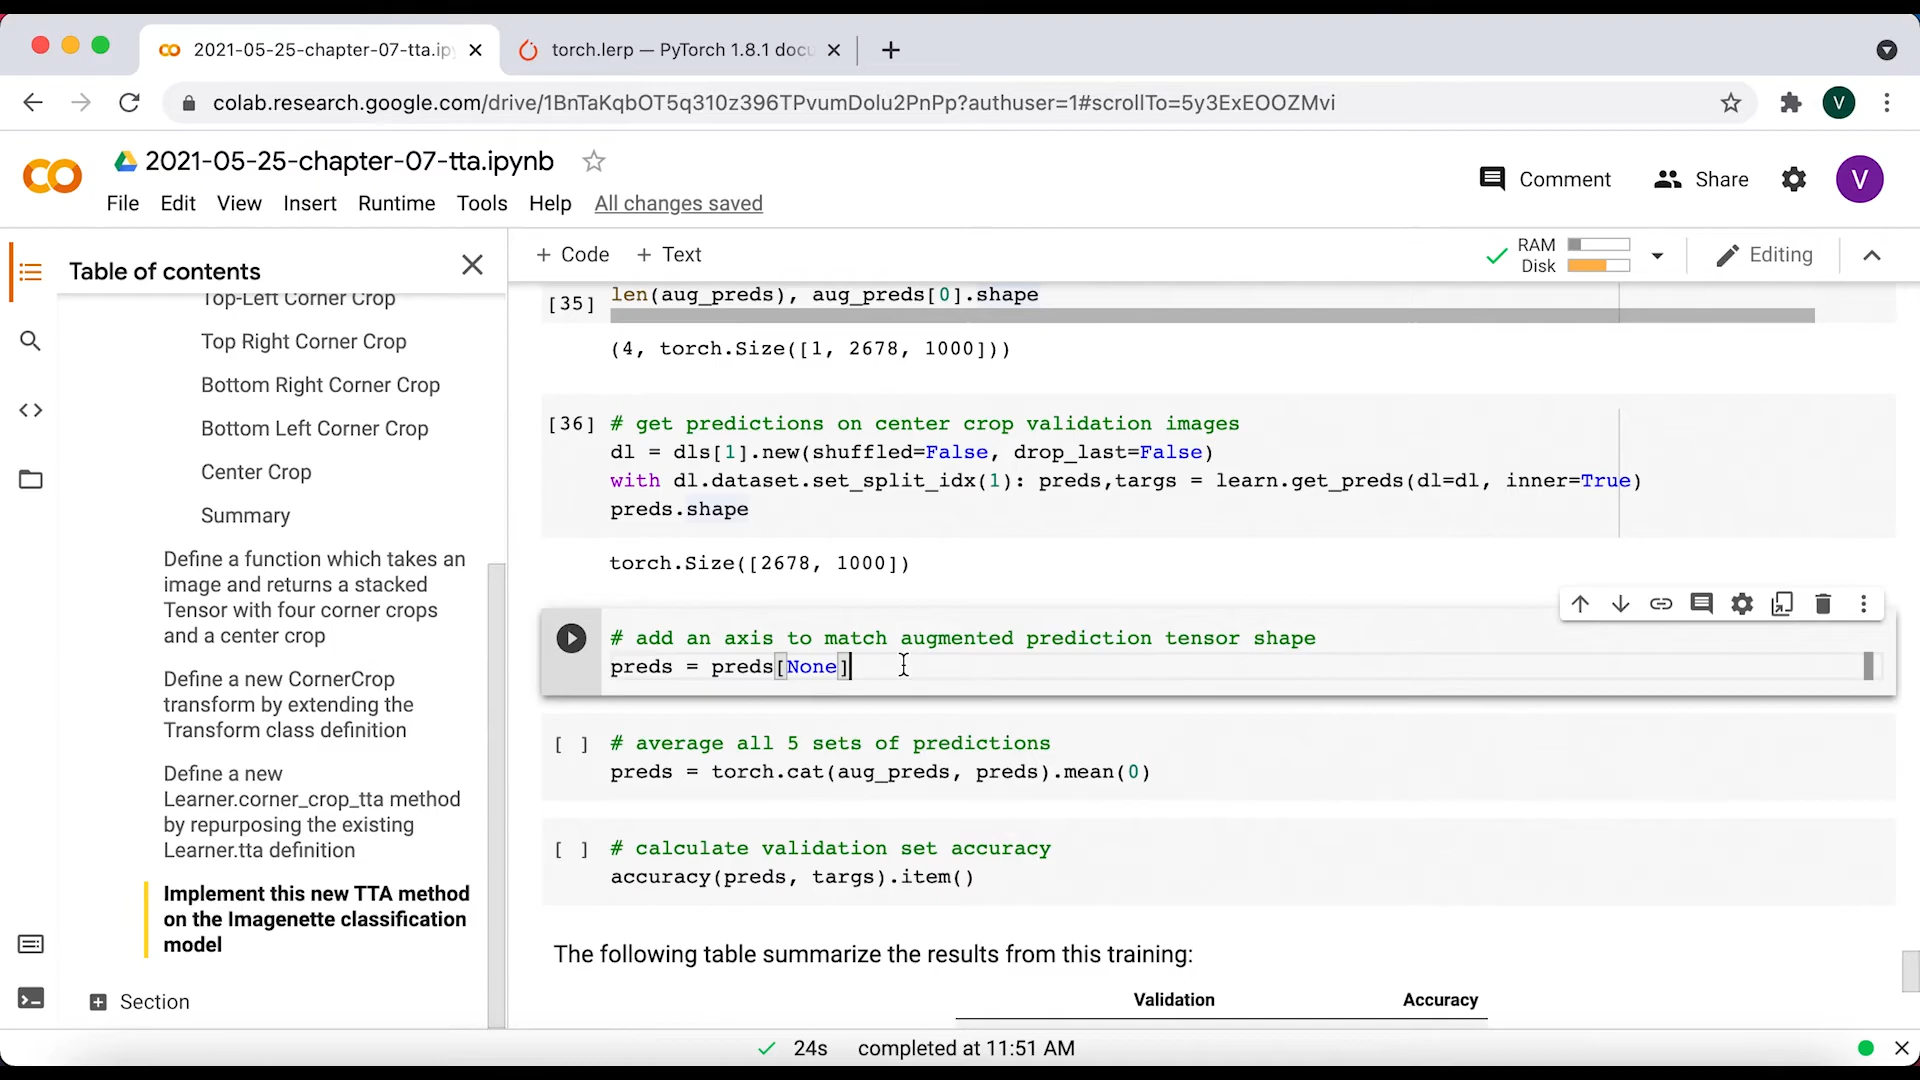 2021-05-25-chapter-07-tta.ip
torch.lerp — PyTorch 1.8.1 docu
colab.research.google.com/drive/1BnTaKqbOT5q310z396TPvumDolu2PnPp?authuser=1#scrollTo=5y3ExEOOZMvi
V
2021-05-25-chapter-07-tta.ipynb
Comment
Share
V
File Edit View Insert Runtime Tools Help All changes saved
Table of contents
+ Code + Text
RAM
Disk
Editing
Top-Left Corner Crop
Top Right Corner Crop
Bottom Right Corner Crop
Bottom Left Corner Crop
Center Crop
Summary
Define a function which takes an
image and returns a stacked
Tensor with four corner crops
and a center crop
Define a new CornerCrop
transform by extending the
Transform class definition
Define a new
Learner.corner_crop_tta method
by repurposing the existing
Learner.tta definition
Implement this new TTA method
on the Imagenette classification
model
Section
[35] len(aug_preds), aug_preds[0].shape
(4, torch.Size([1, 2678, 1000]))
[36] # get predictions on center crop validation images
dl = dls[1].new(shuffled=False, drop_last=False)
with dl.dataset.set_split_idx(1): preds,targs = learn.get_preds(dl=dl, inner=True)
preds.shape
torch.Size([2678, 1000])
# add an axis to match augmented prediction tensor shape
preds = preds[None]
[ ] # average all 5 sets of predictions
preds = torch.cat(aug_preds, preds).mean(0)
[ ] # calculate validation set accuracy
accuracy(preds, targs).item()
The following table summarize the results from this training:
Validation Accuracy
24s completed at 11:51 AM